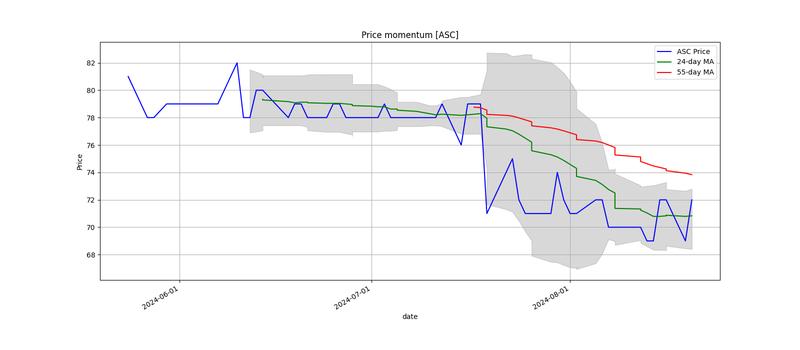 Price momentum [ASC]
ASC Price
24-day MA
55-day MA
Price
82
80
78
76
74
72
70
68
2024-06-01
2024-07-01
2024-08-01
date